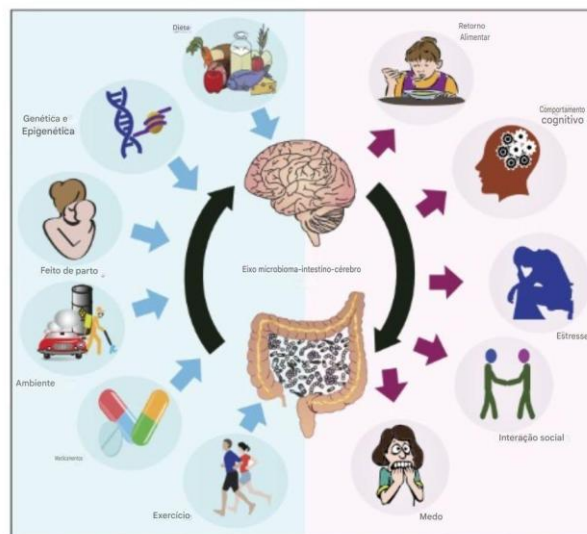 Dieta
Retorno
Alimentar
Genética e
Epigenética
Comportamento
cognitivo
Feito de parto
Eixo microbioma-intestino-cérebro
Estresse
Ambiente
Medicamentos
Interação social
Exercício
Medo